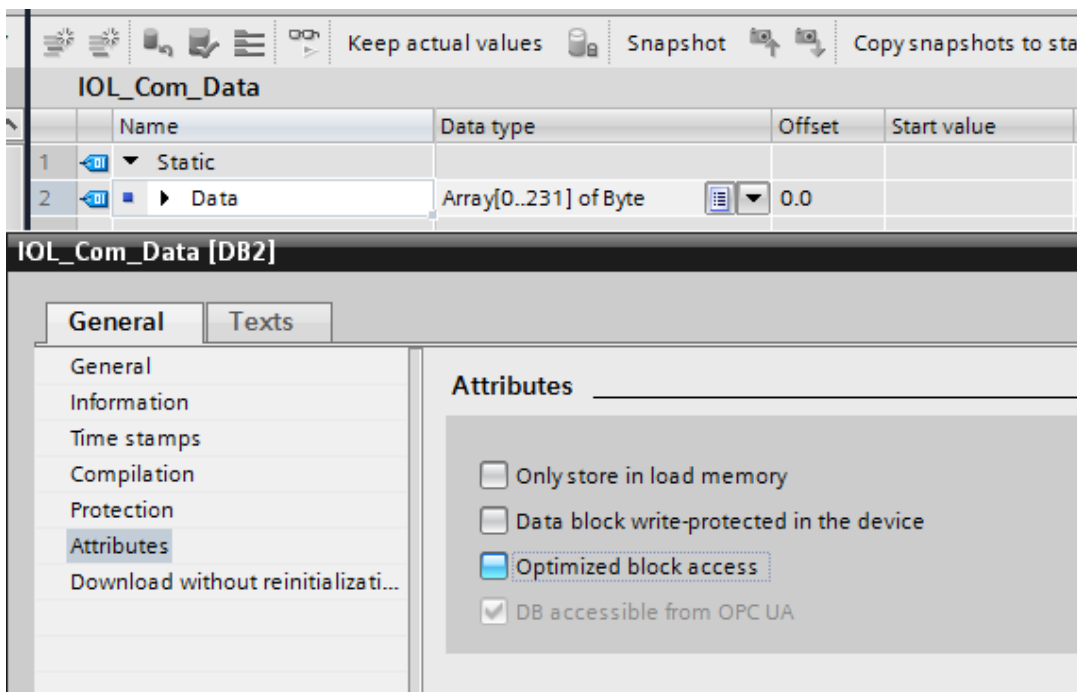 Keep actual values Snapshot Copy snapshots to sta
IOL_Com_Data
Name Data type Offset Start value
1 Static
2 Data Array[0..231] of Byte 0.0
IOL_Com_Data [DB2]
General Texts
General
Information
Time stamps
Compilation
Protection
Attributes
Download without reinitializati...
Attributes
Only store in load memory
Data block write-protected in the device
Optimized block access
DB accessible from OPC UA